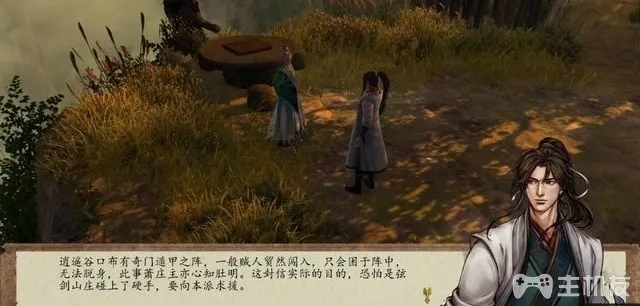 逍遥谷口布有奇门遁甲之阵，一般贼人贸然闯入，只会困于阵中，
无法脱身，此事萧庄主亦心知肚明。这封信实际的目的，恐怕是弦
剑山庄碰上了硬手，要向本派求援。
主机友